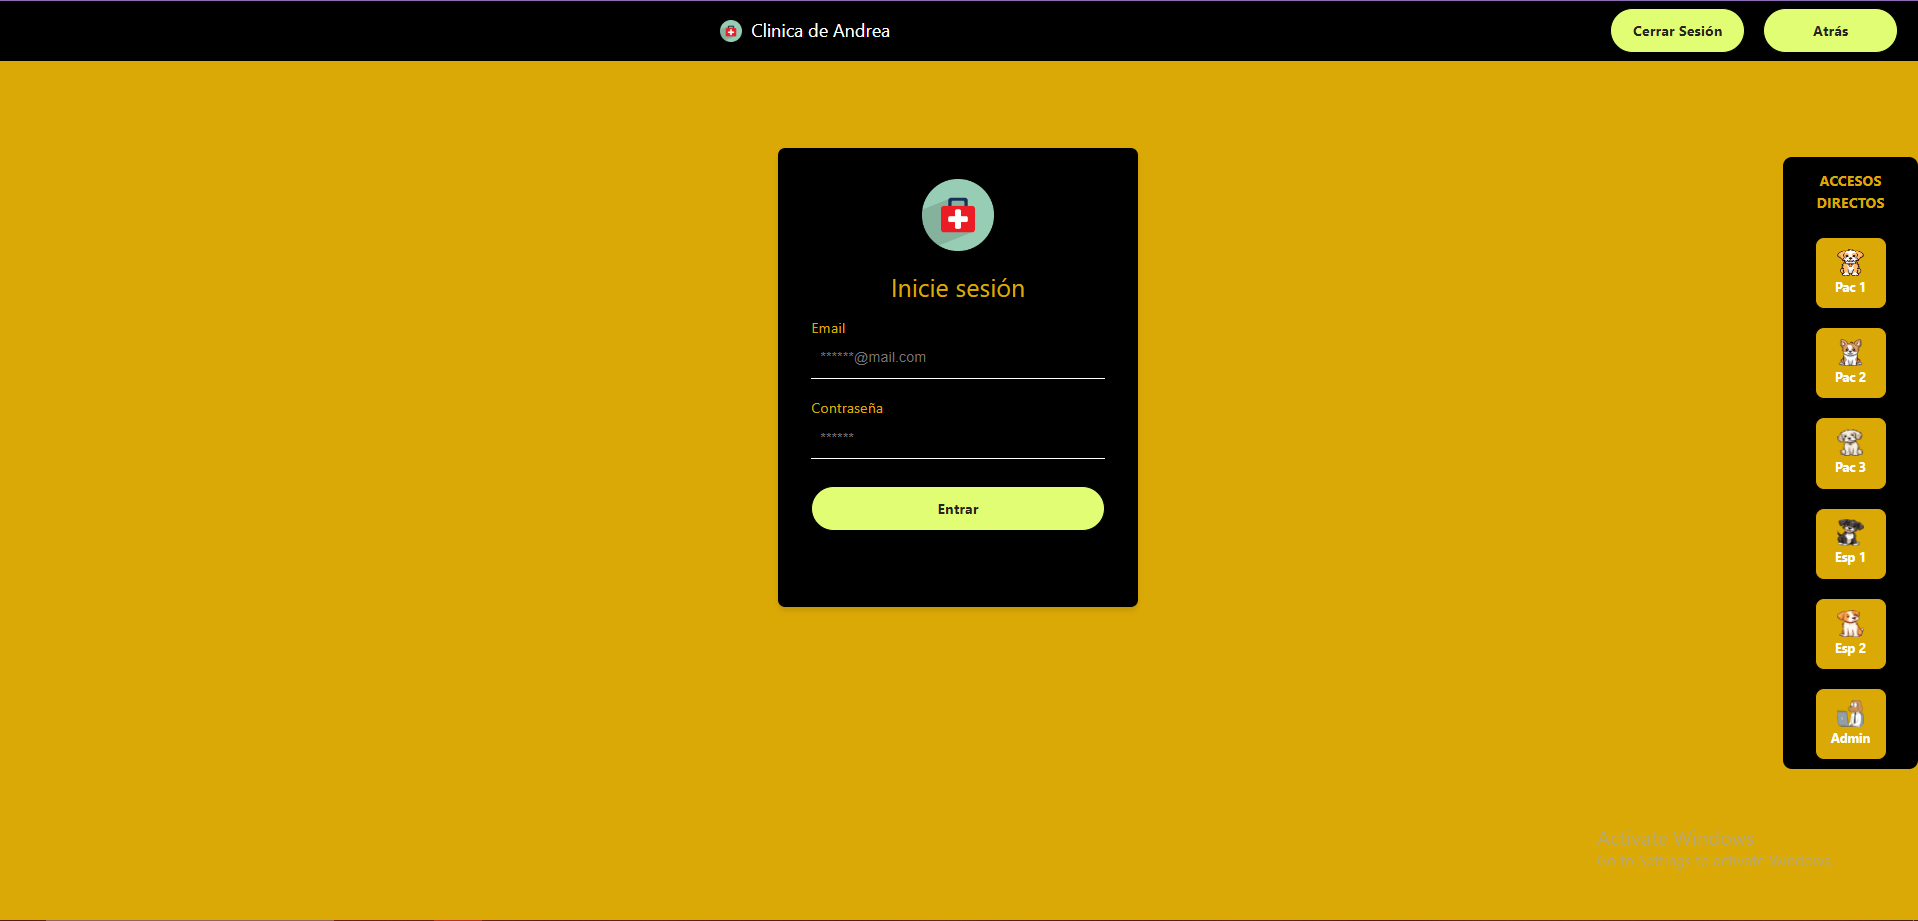 Clinica de Andrea
Cerrar Sesión
Atrás
Inicie sesión
Email
******@mail.com
Contraseña
******
Entrar
ACCESOS
DIRECTOS
Pac 1
Pac 2
Pac 3
Esp 1
Esp 2
Admin
Activate Windows
Go to Settings to activate Windows.